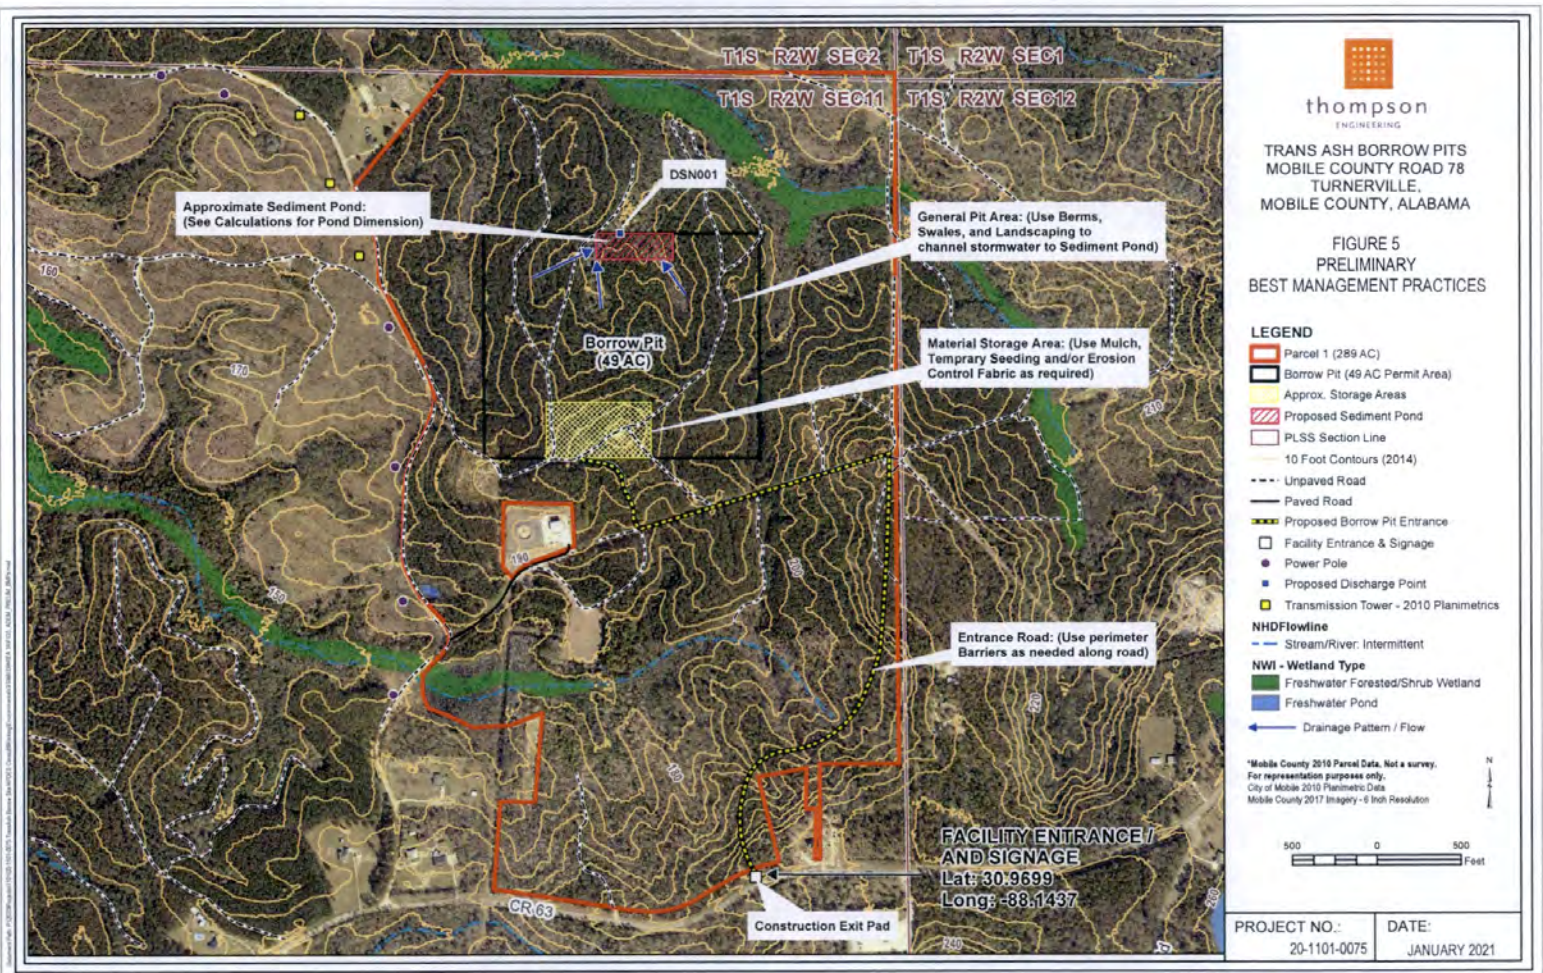 T1S R2W SEC2
T1S R2W SEC1
T1S R2W SEC11
T1S R2W SEC12
DSN001
Approximate Sediment Pond:
(See Calculations for Pond Dimension)
General Pit Area: (Use Berms,
Swales, and Landscaping to
channel stormwater to Sediment Pond)
Borrow Pit
(49 AC)
Material Storage Area: (Use Mulch,
Temprary Seeding and/or Erosion
Control Fabric as required)
160
170
210
190
200
150
Entrance Road: (Use perimeter
Barriers as needed along road)
220
180
FACILITY ENTRANCE /
AND SIGNAGE
Lat: 30.9699
Long: -88.1437
CR 63
Construction Exit Pad
240
260
thompson
ENGINEERING
TRANS ASH BORROW PITS
MOBILE COUNTY ROAD 78
TURNERVILLE,
MOBILE COUNTY, ALABAMA
FIGURE 5
PRELIMINARY
BEST MANAGEMENT PRACTICES
LEGEND
Parcel 1 (289 AC)
Borrow Pit (49 AC Permit Area)
Approx. Storage Areas
Proposed Sediment Pond
PLSS Section Line
10 Foot Contours (2014)
Unpaved Road
Paved Road
Proposed Borrow Pit Entrance
Facility Entrance & Signage
Power Pole
Proposed Discharge Point
Transmission Tower - 2010 Planimetrics
NHDFlowline
Stream/River: Intermittent
NWI - Wetland Type
Freshwater Forested/Shrub Wetland
Freshwater Pond
Drainage Pattern / Flow
*Mobile County 2010 Parcel Data. Not a survey.
For representation purposes only.
City of Mobile 2010 Planimetric Data
Mobile County 2017 Imagery - 6 Inch Resolution
N
500 0 500
Feet
PROJECT NO.:
20-1101-0075
DATE:
JANUARY 2021